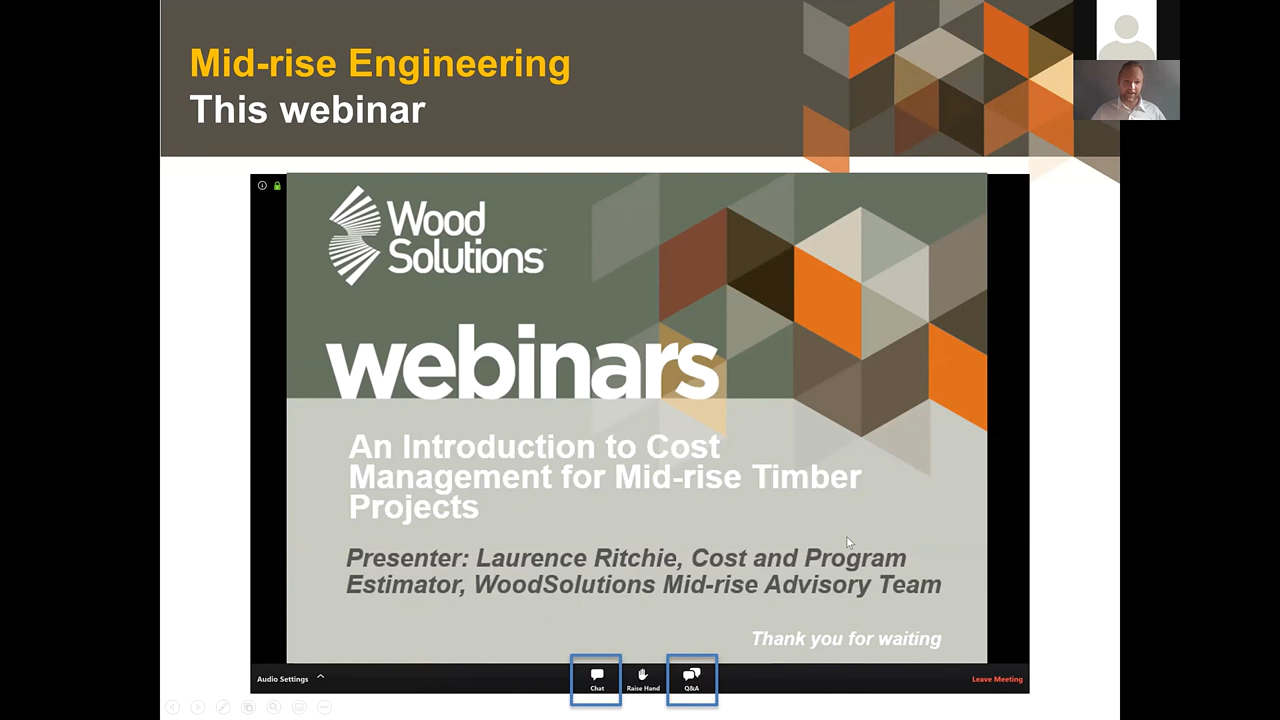 Mid-rise Engineering
This webinar
Wood
Solutions™
webinars
An Introduction to Cost
Management for Mid-rise Timber
Projects
Presenter: Laurence Ritchie, Cost and Program
Estimator, WoodSolutions Mid-rise Advisory Team
Thank you for waiting
Audio Settings
Chat
Raise Hand
Q&A
Leave Meeting